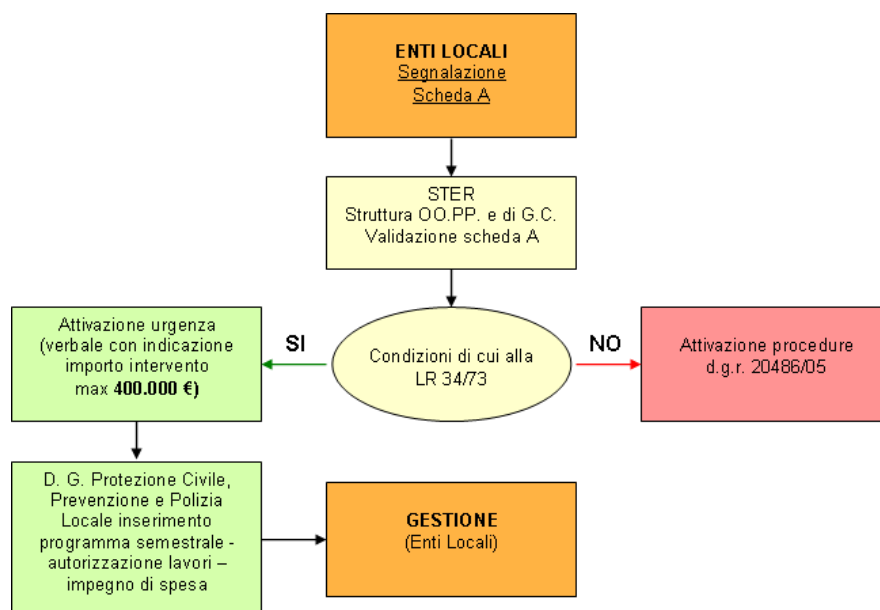 ENTI LOCALI
Segnalazione
Scheda A
STER
Struttura OO.PP. e di G.C.
Validazione scheda A
Attivazione urgenza
(verbale con indicazione
importo intervento
max 400.000 €)
SI
Condizioni di cui alla
LR 34/73
NO
Attivazione procedure
d.g.r. 20486/05
D. G. Protezione Civile,
Prevenzione e Polizia
Locale inserimento
programma semestrale -
autorizzazione lavori –
impegno di spesa
GESTIONE
(Enti Locali)